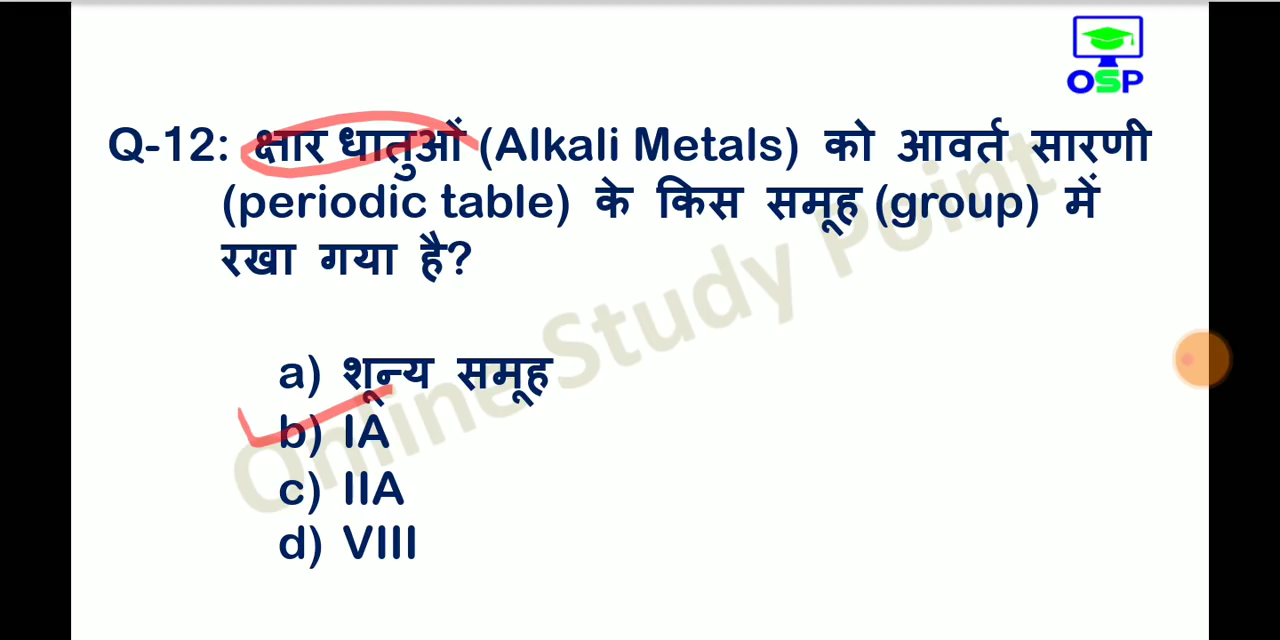 OSP
Q-12: क्षार धातुओं (Alkali Metals) को आवर्त सारणी
(periodic table) के किस समूह (group) में
रखा गया है?
a) शून्य समूह
b) IA
c) IIA
d) VIII
Online Study Point